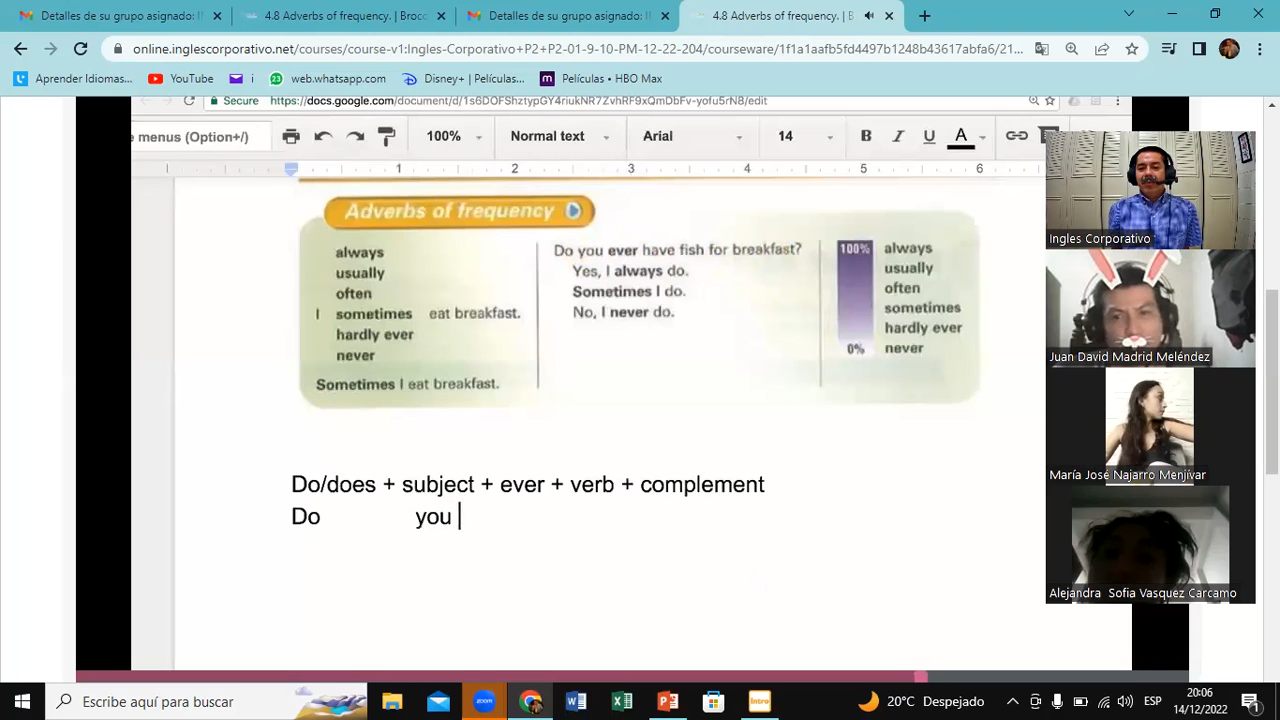 Detalles de su grupo asignado: I
4.8 Adverbs of frequency. | Broc
Detalles de su grupo asignado: I
4.8 Adverbs of frequency. | B
online.inglescorporativo.net/courses/course-v1:Ingles-Corporativo+P2+P2-01-9-10-PM-12-22-204/courseware/1f1a1aafb5fd4497b1248b43617abfa6/21...
Aprender Idiomas...
YouTube
i
web.whatsapp.com
Disney+ | Películas...
Películas • HBO Max
Secure
https://docs.google.com/document/d/1s6DOFShztypGY4riukNR7ZvhRF9xQmDbFv-yofu5rN8/edit
e menus (Option+/)
100%
Normal text
Arial
14
B I U A
1 2 3 4 5 6
Adverbs of frequency
always
usually
often
I sometimes eat breakfast.
hardly ever
never
Sometimes I eat breakfast.
Do you ever have fish for breakfast?
Yes, I always do.
Sometimes I do.
No, I never do.
100%
0%
always
usually
often
sometimes
hardly ever
never
Do/does + subject + ever + verb + complement
Do you
Ingles Corporativo
Juan David Madrid Meléndez
María José Najarro Menjívar
Alejandra Sofia Vasquez Carcamo
Escribe aquí para buscar
zoom
Intro
20°C Despejado
ESP
20:06
14/12/2022
1